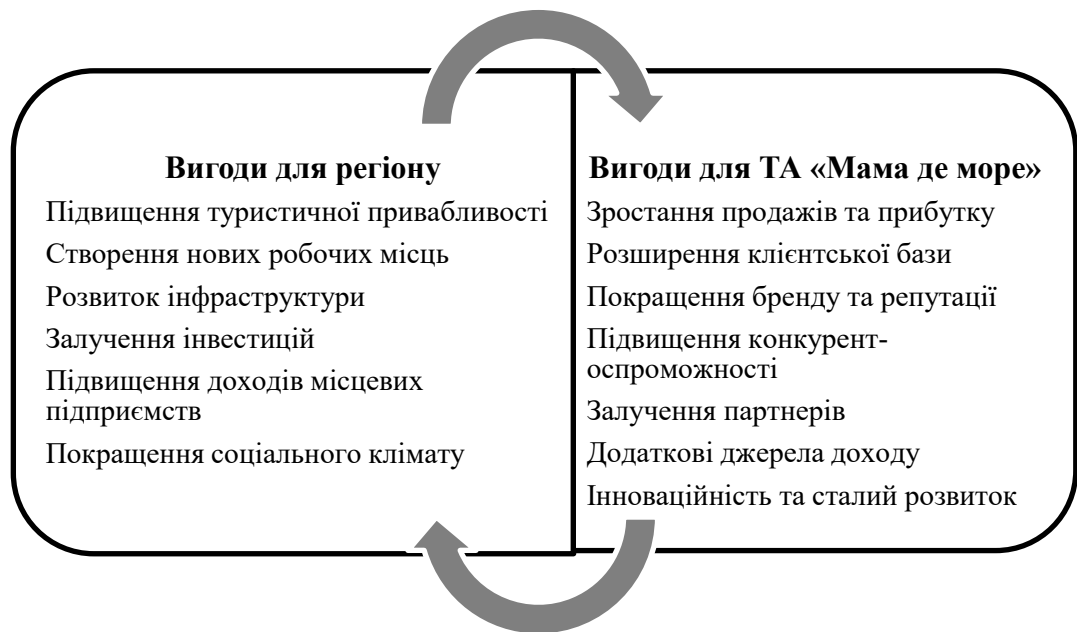 Вигоди для регіону
Підвищення туристичної привабливості
Створення нових робочих місць
Розвиток інфраструктури
Залучення інвестицій
Підвищення доходів місцевих
підприємств
Покращення соціального клімату
Вигоди для ТА «Мама де море»
Зростання продажів та прибутку
Розширення клієнтської бази
Покращення бренду та репутації
Підвищення конкурент-
оспроможності
Залучення партнерів
Додаткові джерела доходу
Інноваційність та сталий розвиток